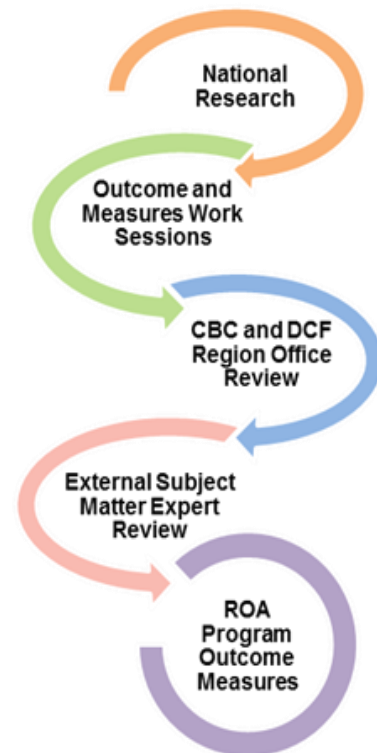 National
Research
Outcome and
Measures Work
Sessions
CBC and DCF
Region Office
Review
External Subject
Matter Expert
Review
ROA
Program
Outcome
Measures